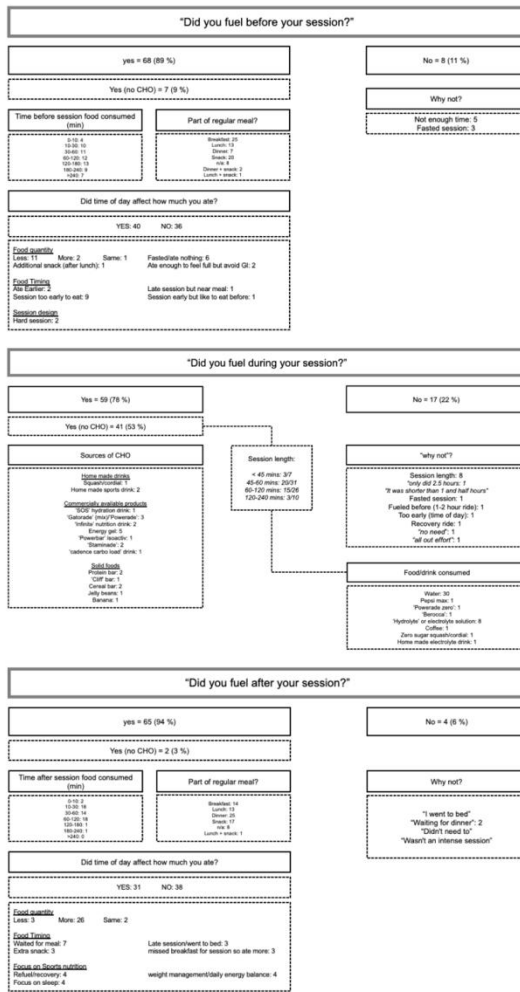 "Did you fuel before your session?"
yes = 68 (89 %)
No = 8 (11 %)
Yes (no CHO) = 7 (9 %)
Why not?
Not enough time: 5
Fasted session: 3
Time before session food consumed
(min)
0-10: 4
10-30: 10
30-60: 11
60-120: 12
120-180: 13
180-240: 9
>240: 7
Part of regular meal?
Breakfast: 25
Lunch: 13
Dinner: 7
Snack: 20
n/a: 8
Dinner + snack: 2
Lunch + snack: 1
Did time of day affect how much you ate?
YES: 40 NO: 36
Food quantity
Less: 11 More: 2 Same: 1 Fasted/ate nothing: 6
Additional snack (after lunch): 1 Ate enough to feel full but avoid GI: 2
Food Timing
Ate Earlier: 2 Late session but near meal: 1
Session too early to eat: 9 Session early but like to eat before: 1
Session design
Hard session: 2
"Did you fuel during your session?"
Yes = 59 (78 %)
No = 17 (22 %)
Yes (no CHO) = 41 (53 %)
Sources of CHO
Home made drinks
Squash/cordial: 1
Home made sports drink: 2
Commercially available products
'SOS' hydration drink: 1
'Gatorade' (mix)/'Powerade': 3
'Infinite' nutrition drink: 2
Energy gel: 5
'Powerbar' isoactiv: 1
'Staminade': 2
'cadence carbo load' drink: 1
Solid foods
Protein bar: 2
'Cliff' bar: 1
Cereal bar: 2
Jelly beans: 1
Banana: 1
Session length:
< 45 mins: 3/7
45-60 mins: 20/31
60-120 mins: 15/26
120-240 mins: 3/10
"why not"?
Session length: 8
"only did 2.5 hours: 1
"It was shorter than 1 and half hours"
Fasted session: 1
Fueled before (1-2 hour ride): 1
Too early (time of day): 1
Recovery ride: 1
"no need": 1
"all out effort": 1
Food/drink consumed
Water: 30
Pepsi max: 1
'Powerade zero': 1
'Berocca': 1
'Hydrolyte' or electrolyte solution: 8
Coffee: 1
Zero sugar squash/cordial: 1
Home made electrolyte drink: 1
"Did you fuel after your session?"
yes = 65 (94 %)
No = 4 (6 %)
Yes (no CHO) = 2 (3 %)
Time after session food consumed
(min)
0-10: 2
10-30: 18
30-60: 14
60-120: 18
120-180: 1
180-240: 1
>240: 0
Part of regular meal?
Breakfast: 14
Lunch: 13
Dinner: 25
Snack: 17
n/a: 8
Lunch + snack: 1
Why not?
"I went to bed"
"Waiting for dinner": 2
"Didn't need to"
"Wasn't an intense session"
Did time of day affect how much you ate?
YES: 31 NO: 38
Food quantity
Less: 3 More: 26 Same: 2
Food Timing
Waited for meal: 7 Late session/went to bed: 3
Extra snack: 3 missed breakfast for session so ate more: 3
Focus on Sports nutrition
Refuel/recovery: 4 weight management/daily energy balance: 4
Focus on sleep: 4